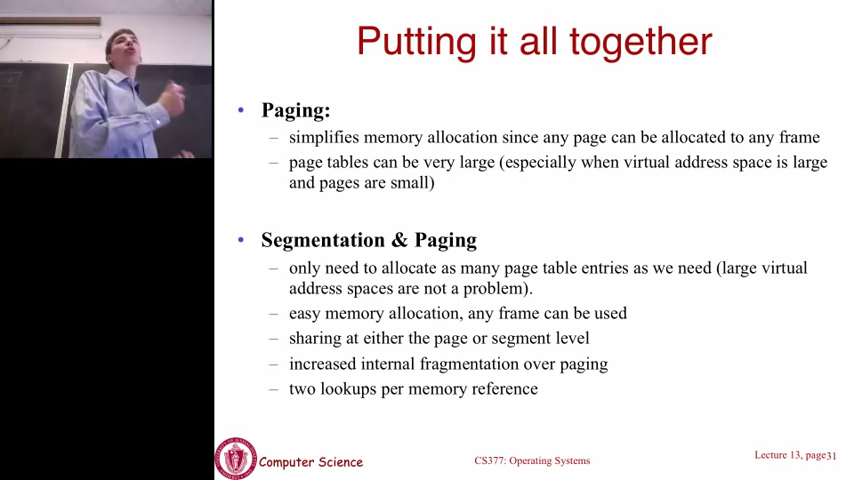 Putting it all together
• Paging:
– simplifies memory allocation since any page can be allocated to any frame
– page tables can be very large (especially when virtual address space is large
and pages are small)
• Segmentation & Paging
– only need to allocate as many page table entries as we need (large virtual
address spaces are not a problem).
– easy memory allocation, any frame can be used
– sharing at either the page or segment level
– increased internal fragmentation over paging
– two lookups per memory reference
Computer Science
CS377: Operating Systems
Lecture 13, page31